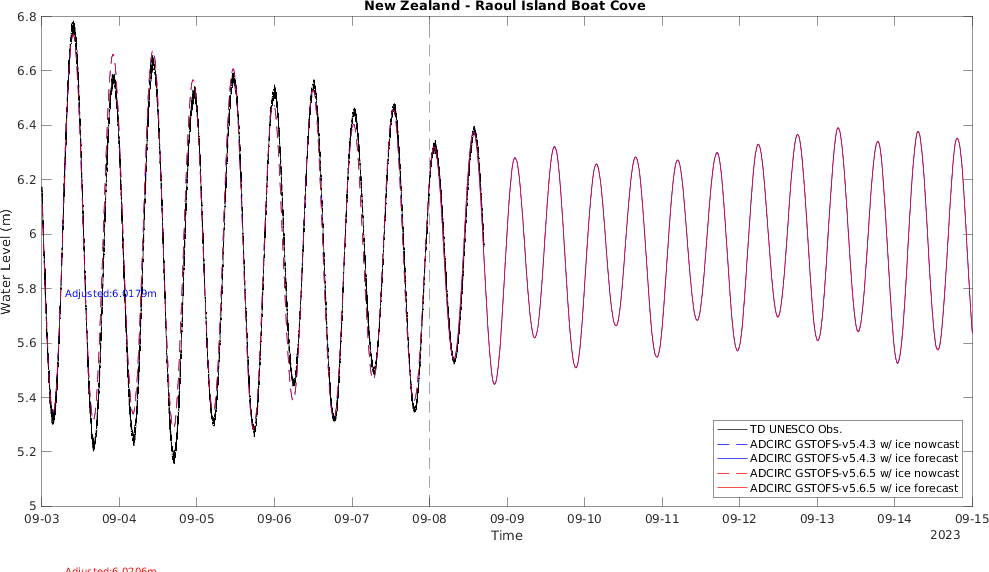 New Zealand - Raoul Island Boat Cove
6.8
6.6
6.4
6.2
6
5.8
5.6
5.4
5.2
5
Water Level (m)
Adjusted:6.0179m
TD UNESCO Obs.
ADCIRC GSTOFS-v5.4.3 w/ ice nowcast
ADCIRC GSTOFS-v5.4.3 w/ ice forecast
ADCIRC GSTOFS-v5.6.5 w/ ice nowcast
ADCIRC GSTOFS-v5.6.5 w/ ice forecast
09-03 09-04 09-05 09-06 09-07 09-08 09-09 09-10 09-11 09-12 09-13 09-14 09-15
Time
2023
Adjusted:6.0206m